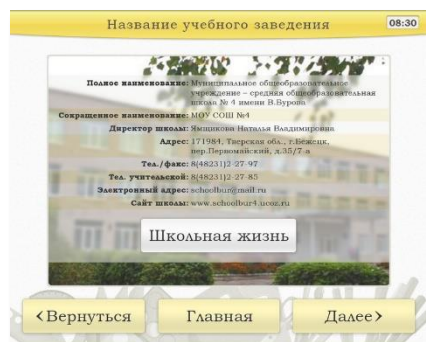 Название учебного заведения 08:30
Полное наименование: Муниципальное общеобразовательное
учреждение – средняя общеобразовательная
школа № 4 имени В.Бурова
Сокращенное наименование: МОУ СОШ №4
Директор школы: Ямщикова Наталья Владимировна
Адрес: 171984, Тверская обл., г.Бежецк,
пер.Первомайский, д.35/7-а
Тел./факс: 8(48231)2-27-97
Тел. учительской: 8(48231)2-27-85
Электронный адрес: schoolbur@mail.ru
Сайт школы: www.schoolbur4.ucoz.ru
Школьная жизнь
‹Вернуться Главная Далее›